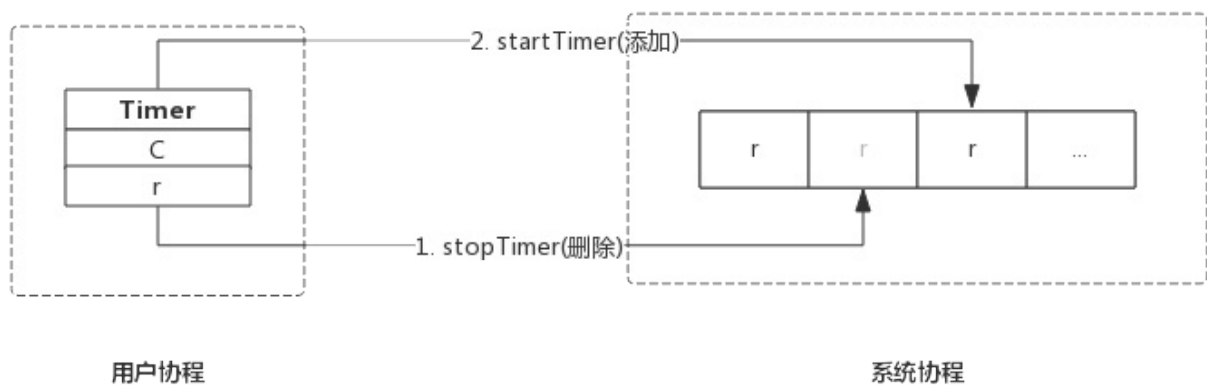 2. startTimer(添加)
Timer
C
r
r
r
r
...
1. stopTimer(删除)
用户协程
系统协程